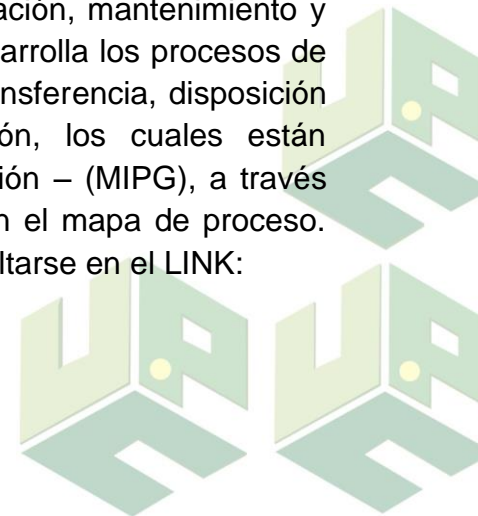 ación, mantenimiento y
arrolla los procesos de
nsferencia, disposición
ón, los cuales están
ión – (MIPG), a través
n el mapa de proceso.
ltarse en el LINK: